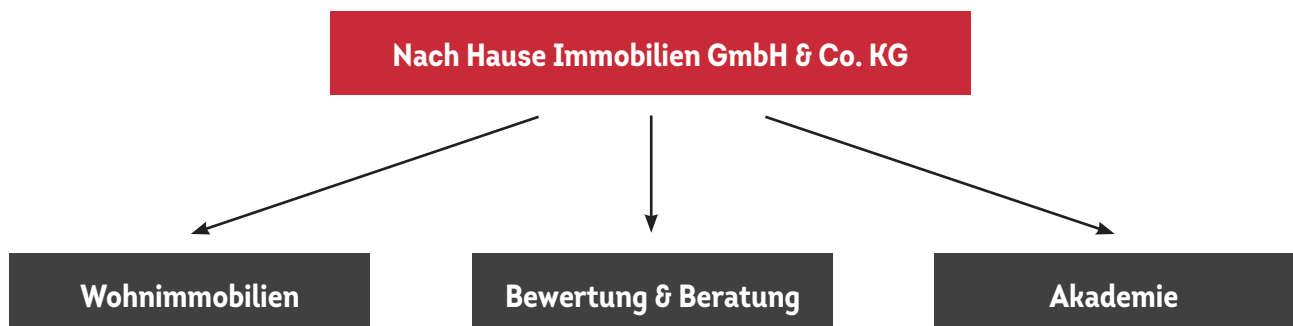 Nach Hause Immobilien GmbH & Co. KG
Wohnimmobilien
Bewertung & Beratung
Akademie